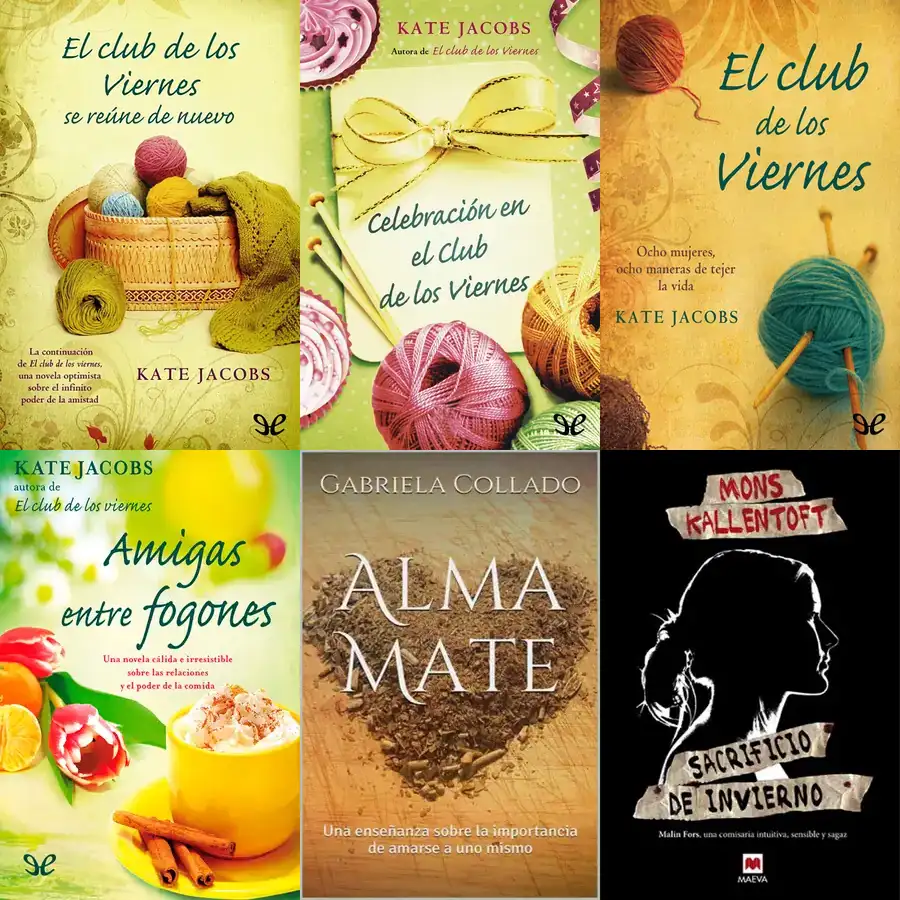 El club de los
Viernes
se reúne de nuevo
La continuación
de El club de los viernes,
una novela optimista
sobre el infinito
poder de la amistad
KATE JACOBS
KATE JACOBS
Autora de El club de los Viernes
Celebración en
el Club
de los Viernes
El club
de los
Viernes
Ocho mujeres,
ocho maneras de tejer
la vida
KATE JACOBS
KATE JACOBS
autora de
El club de los viernes
Amigas
entre fogones
Una novela cálida e irresistible
sobre las relaciones
y el poder de la comida
GABRIELA COLLADO
ALMA
MATE
Una enseñanza sobre la importancia
de amarse a uno mismo
MONS
KALLENTOFT
SACRIFICIO
DE INVIERNO
Malin Fors, una comisaria intuitiva, sensible y sagaz
MAEVA